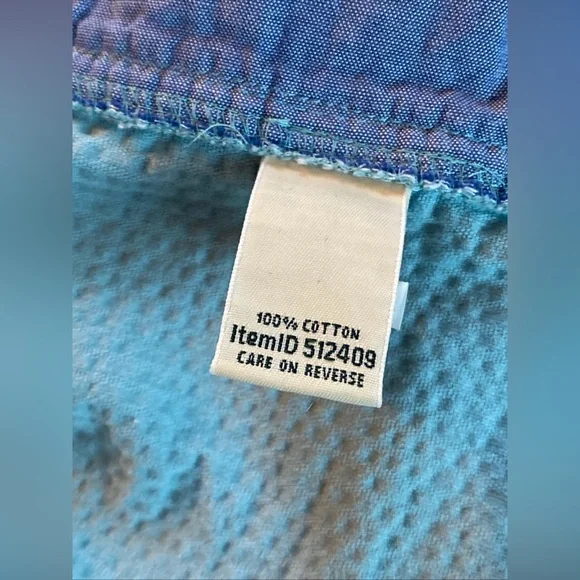 100% COTTON
ItemID 512409
CARE ON REVERSE